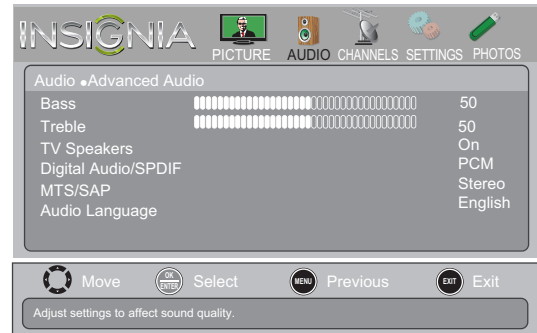 INSIGNIA
PICTURE AUDIO CHANNELS SETTINGS PHOTOS
Audio •Advanced Audio
Bass 50
Treble 50
TV Speakers On
Digital Audio/SPDIF PCM
MTS/SAP Stereo
Audio Language English
Move OK ENTER Select MENU Previous EXIT Exit
Adjust settings to affect sound quality.